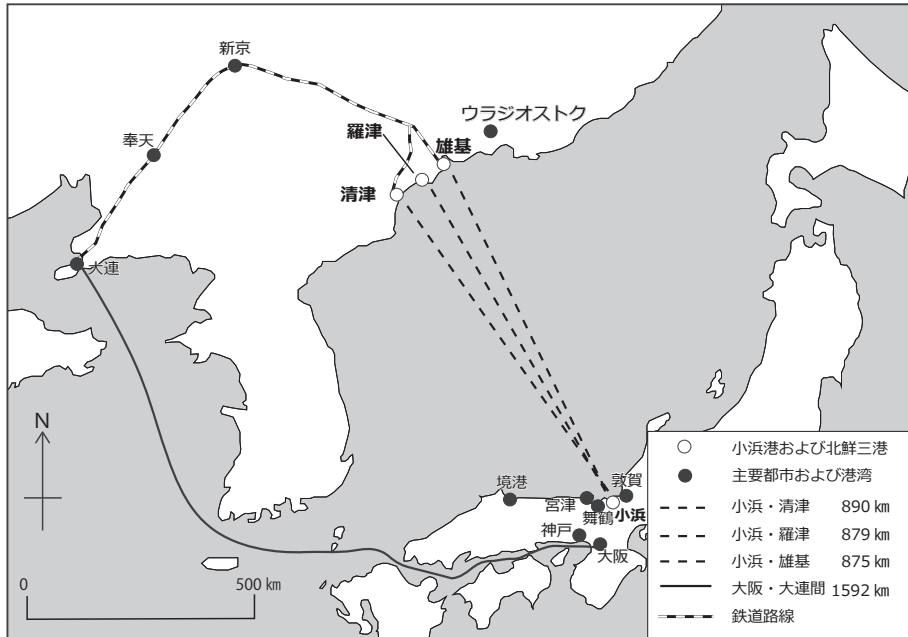 新京
ウラジオストク
羅津
雄基
奉天
清津
大連
N
境港
宮津
敦賀
舞鶴
小浜
神戸
大阪
0
500 km
小浜港および北鮮三港
主要都市および港湾
小浜・清津 890 km
小浜・羅津 879 km
小浜・雄基 875 km
大阪・大連間 1592 km
鉄道路線